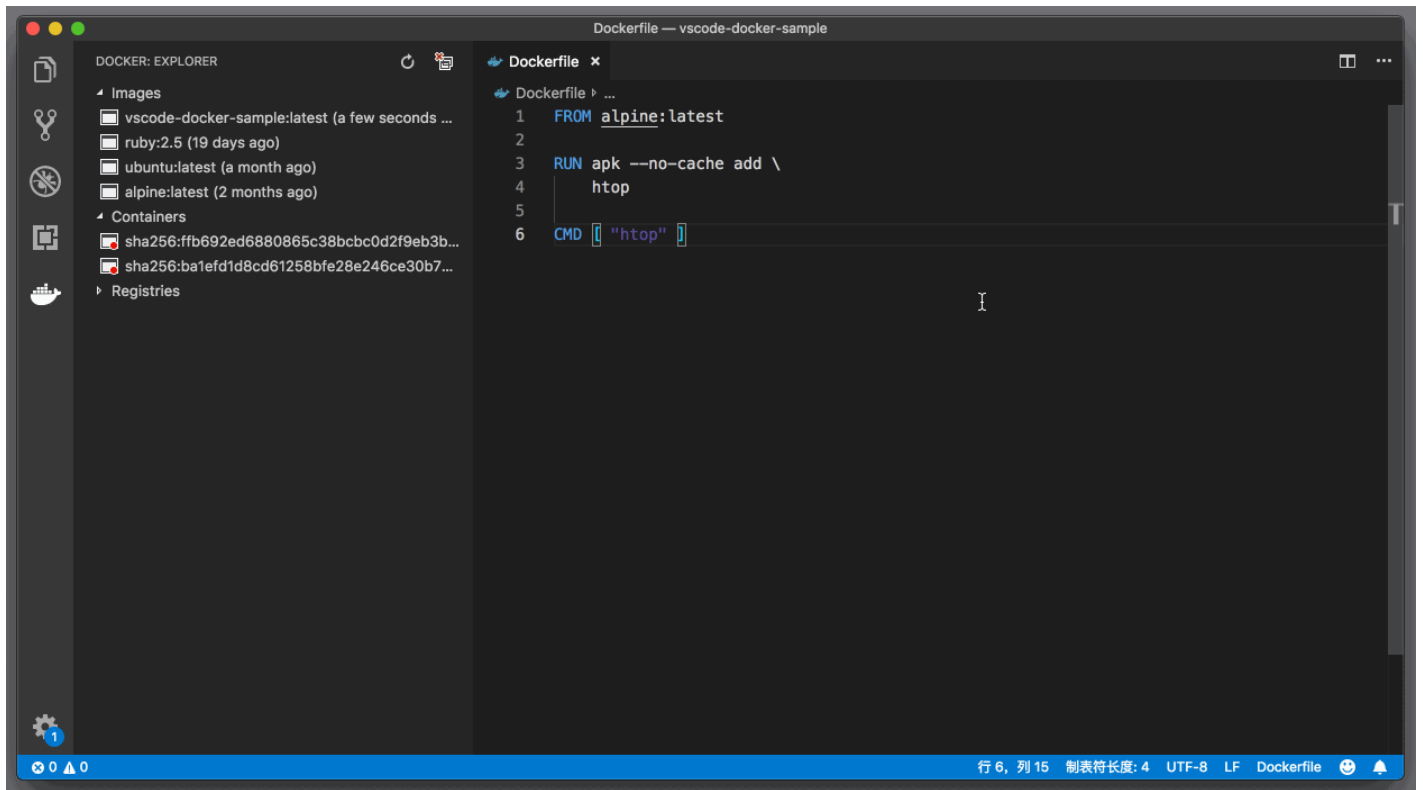 Dockerfile — vscode-docker-sample
DOCKER: EXPLORER
Images
vscode-docker-sample:latest (a few seconds ...
ruby:2.5 (19 days ago)
ubuntu:latest (a month ago)
alpine:latest (2 months ago)
Containers
sha256:ffb692ed6880865c38bcbc0d2f9eb3b...
sha256:ba1efd1d8cd61258bfe28e246ce30b7...
Registries
Dockerfile ×
Dockerfile ...
1 FROM alpine:latest
2
3 RUN apk --no-cache add \
4 htop
5
6 CMD [ "htop" ]
1
0 0
行 6，列 15 制表符长度: 4 UTF-8 LF Dockerfile